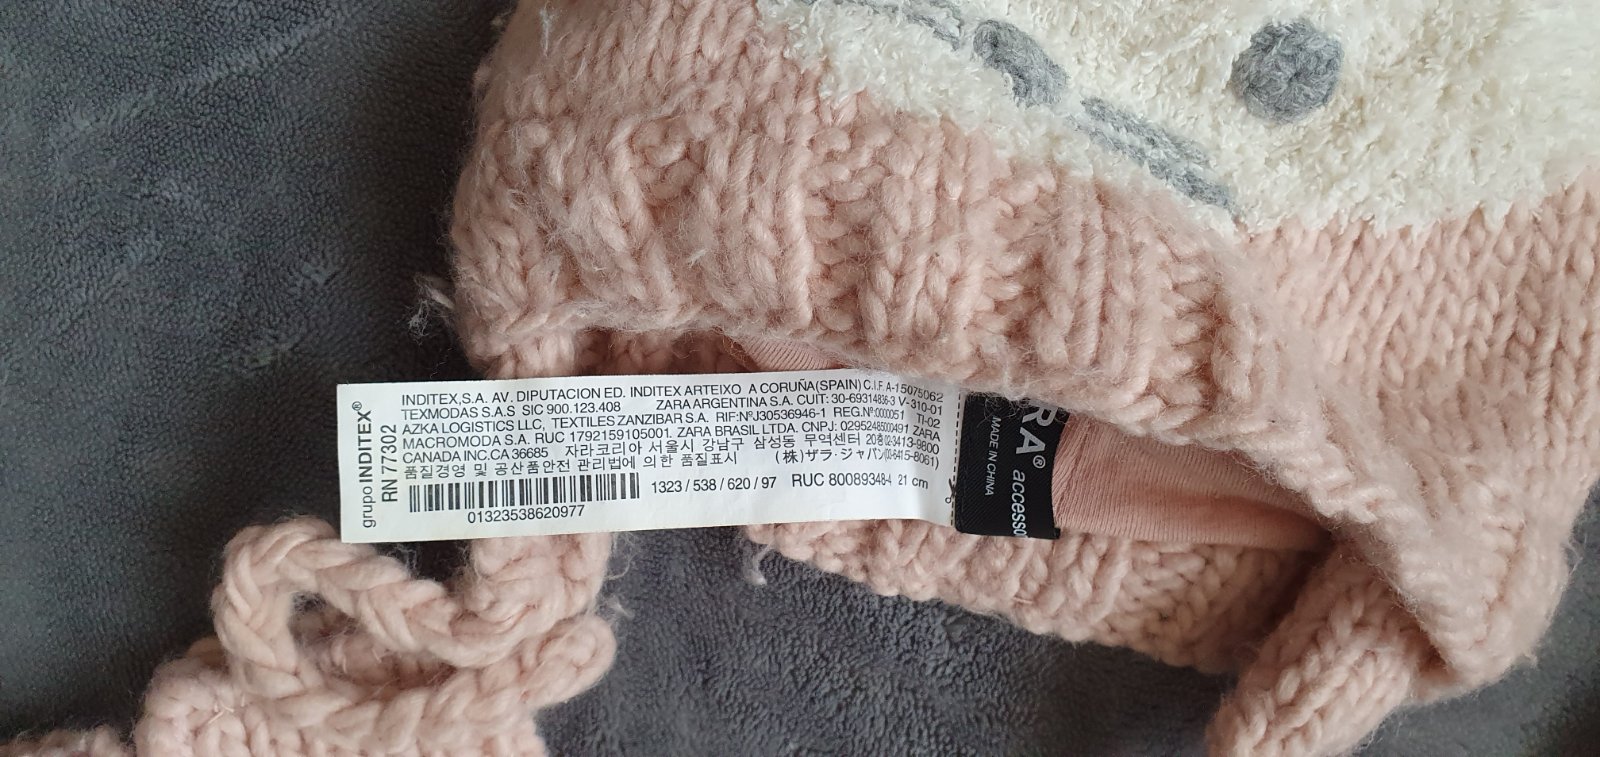 grupo INDITEX®
RN 77302
INDITEX,S.A. AV. DIPUTACION ED. INDITEX ARTEIXO A CORUÑA(SPAIN) C.I.F. A-15075062
TEXMODAS S.A.S SIC 900.123.408 ZARA ARGENTINA S.A. CUIT: 30-69314836-3 V-310-01
AZKA LOGISTICS LLC, TEXTILES ZANZIBAR S.A. RIF:NºJ30536946-1 REG.Nº:0000051 TI-02
MACROMODA S.A. RUC 1792159105001. ZARA BRASIL LTDA. CNPJ: 02952485000491 ZARA
CANADA INC.CA 36685 자라코리아 서울시 강남구 삼성동 무역센터 20층 02-3413-9800
품질경영 및 공산품안전 관리법에 의한 품질표시 (株)ザラ・ジャパン(03-6415-8061)
1323 / 538 / 620 / 97 RUC 80089348-4 21 cm
01323538620977
RA®
accesso
MADE IN CHINA